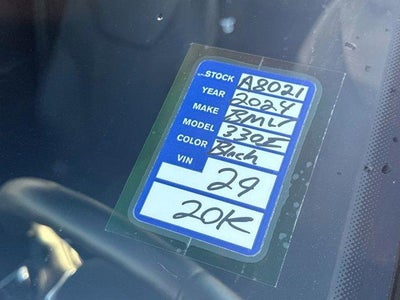 STOCK A8021
YEAR 2024
MAKE BMW
MODEL 330E
COLOR Black
VIN 29
20K